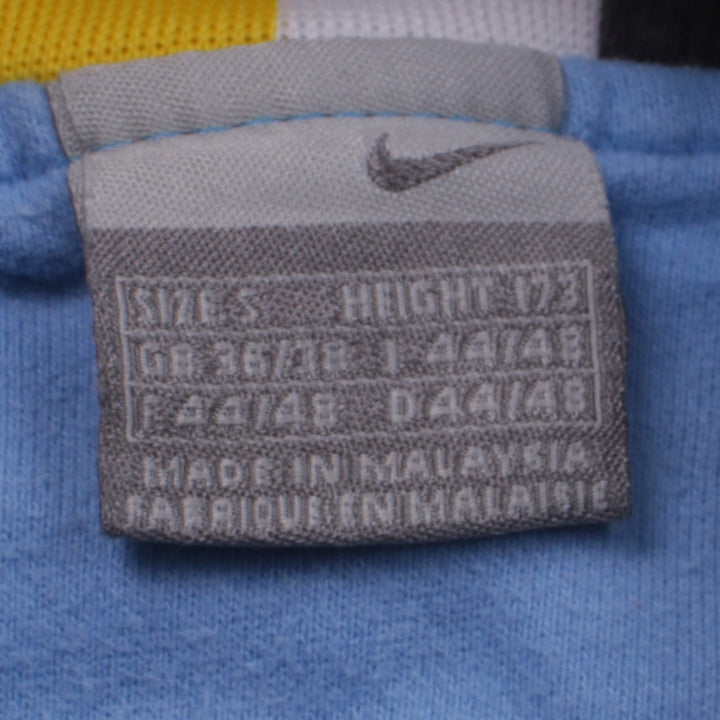 SIZE S HEIGHT 173
GB 36/38 I 44/48
F 44/48 D 44/48
MADE IN MALAYSIA
FABRIQUE EN MALAISIE